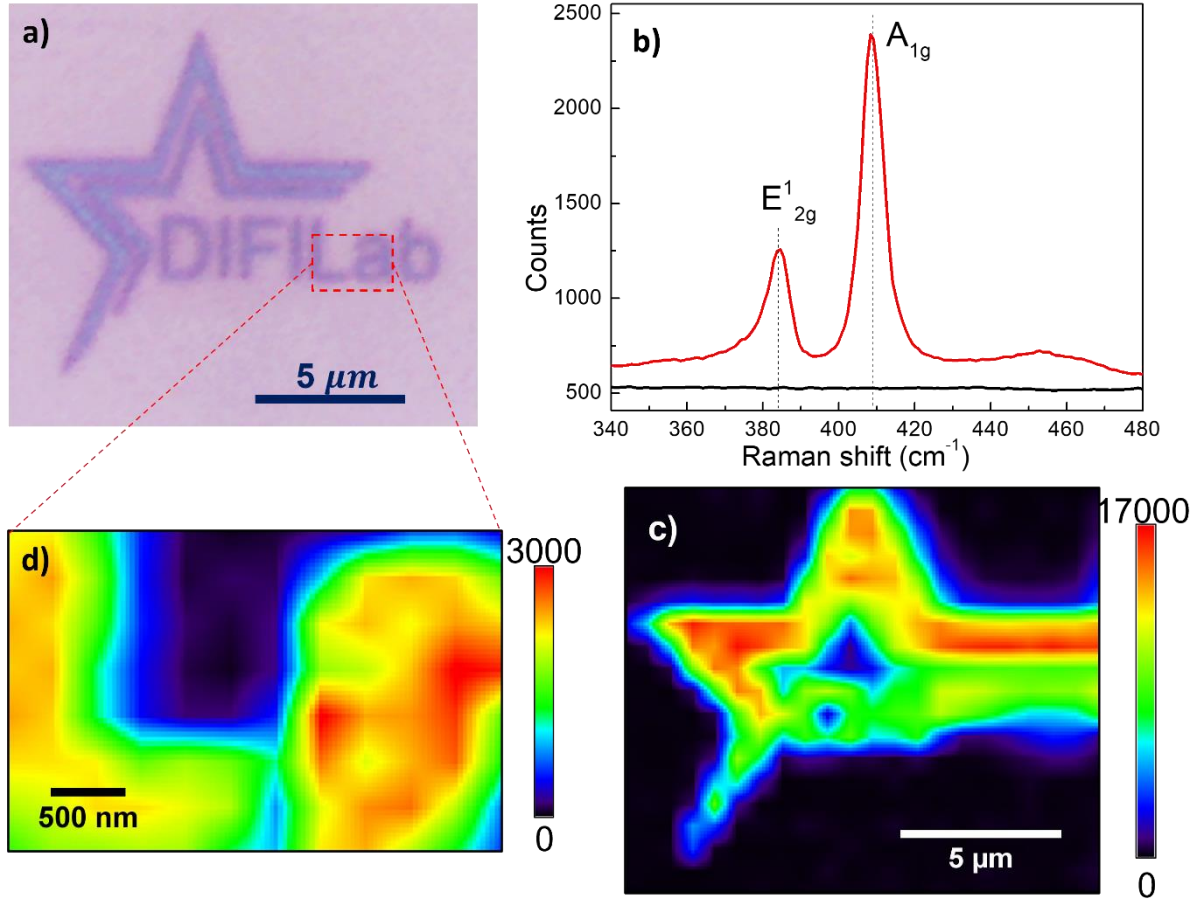 a)
DIFILab
5 μm
b)
2500
2000
1500
1000
500
Counts
E¹₂g
A₁g
340 360 380 400 420 440 460 480
Raman shift (cm⁻¹)
d)
500 nm
3000
0
c)
5 µm
17000
0